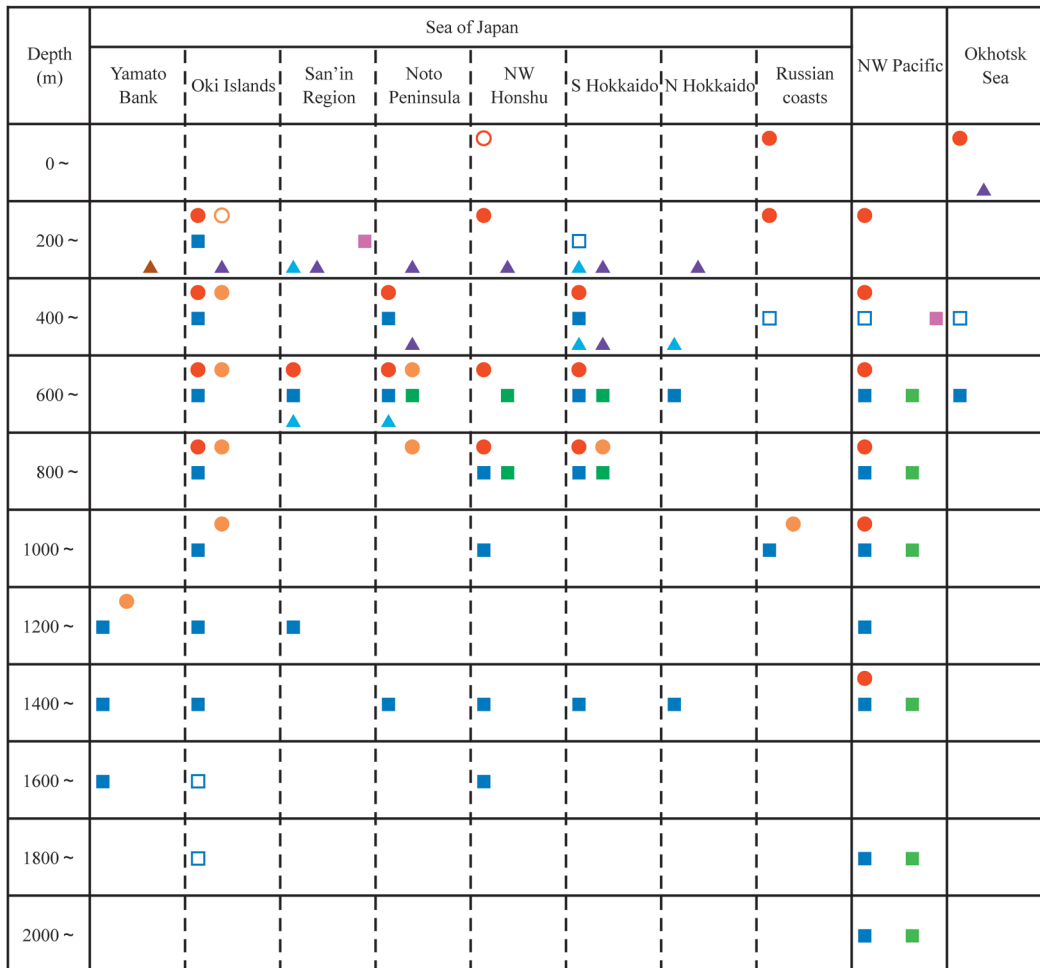 Depth
(m)
Sea of Japan
Yamato
Bank
Oki Islands
San'in
Region
Noto
Peninsula
NW
Honshu
S Hokkaido
N Hokkaido
Russian
coasts
NW Pacific
Okhotsk
Sea
0 ~
200 ~
400 ~
600 ~
800 ~
1000 ~
1200 ~
1400 ~
1600 ~
1800 ~
2000 ~